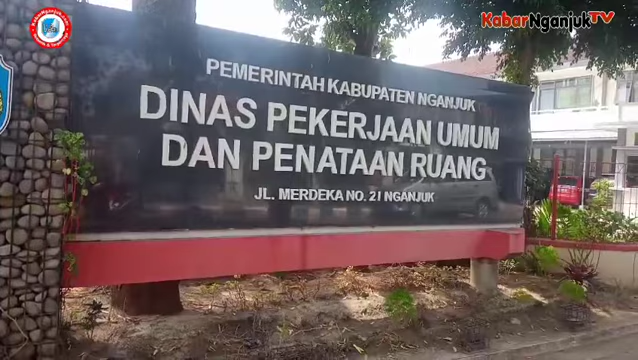 KabarNganjukTV
PEMERINTAH KABUPATEN NGANJUK
DINAS PEKERJAAN UMUM
DAN PENATAAN RUANG
JL. MERDEKA NO. 21 NGANJUK